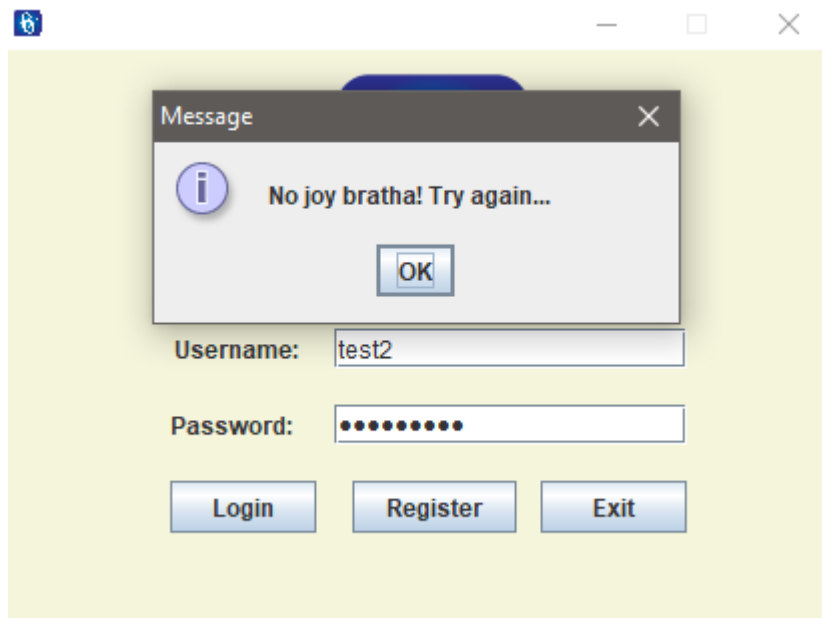 Message
No joy bratha! Try again...
OK
Username: test2
Password: •••••••••
Login Register Exit